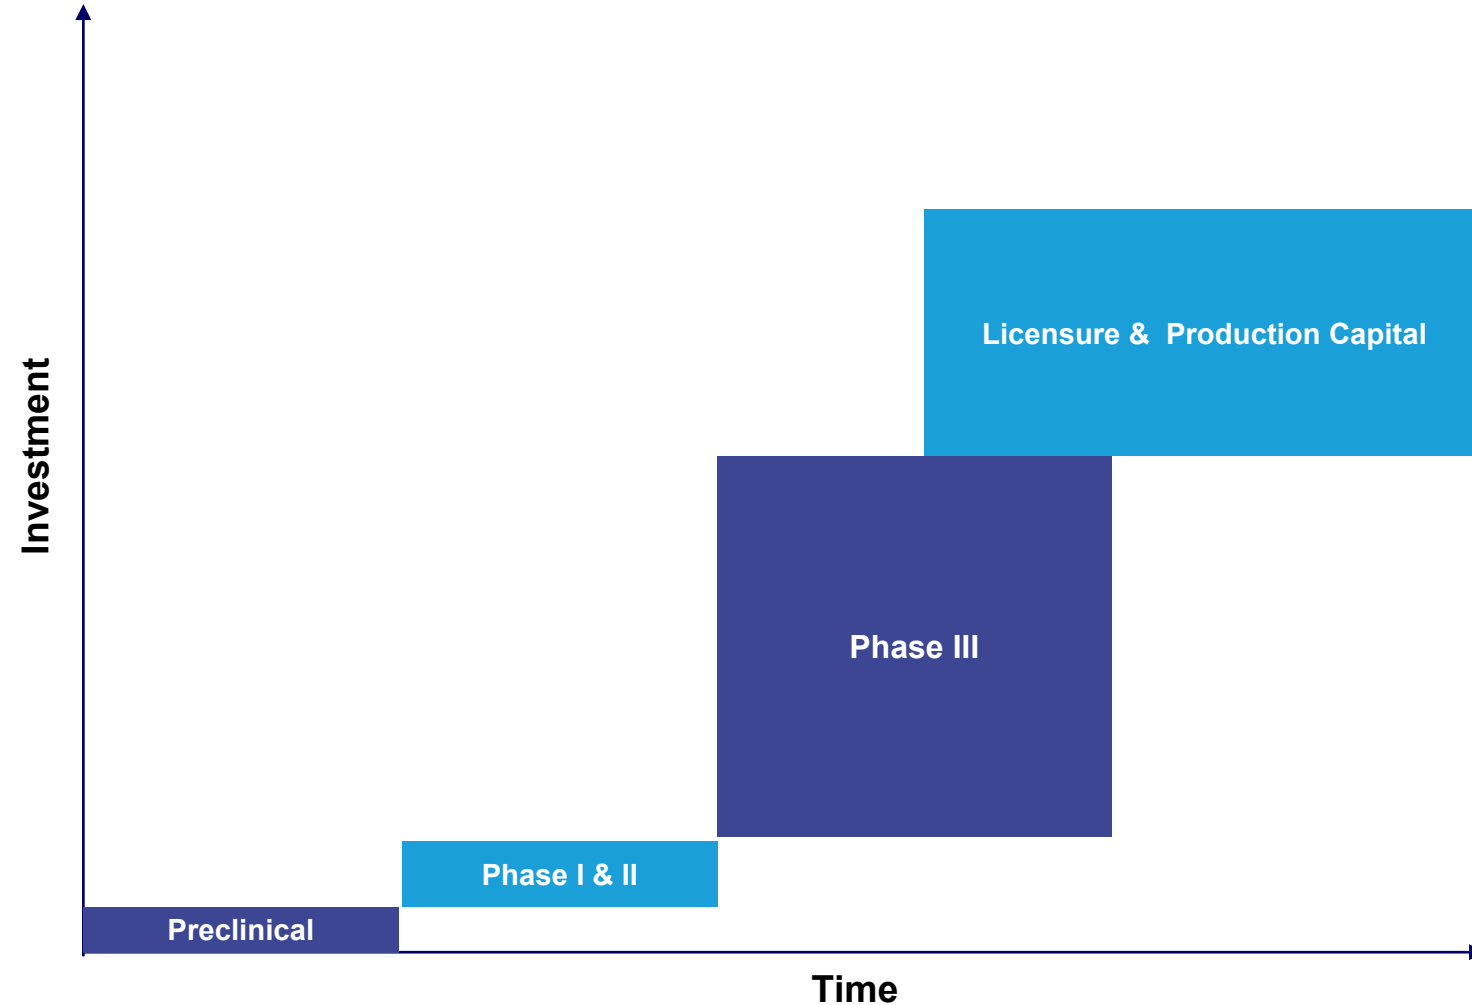 Investment
Licensure &  Production Capital
Phase III
Phase I & II
Preclinical
Time